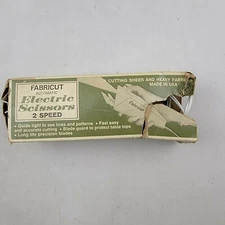 FABRICUT
AUTOMATIC
Electric
Scissors
2 SPEED
CUTTING SHEER AND HEAVY FABRI
MADE IN USA
• Guide light to see lines and patterns • Fast easy
and accurate cutting • Blade guard to protect table tops
• Long life precision blades